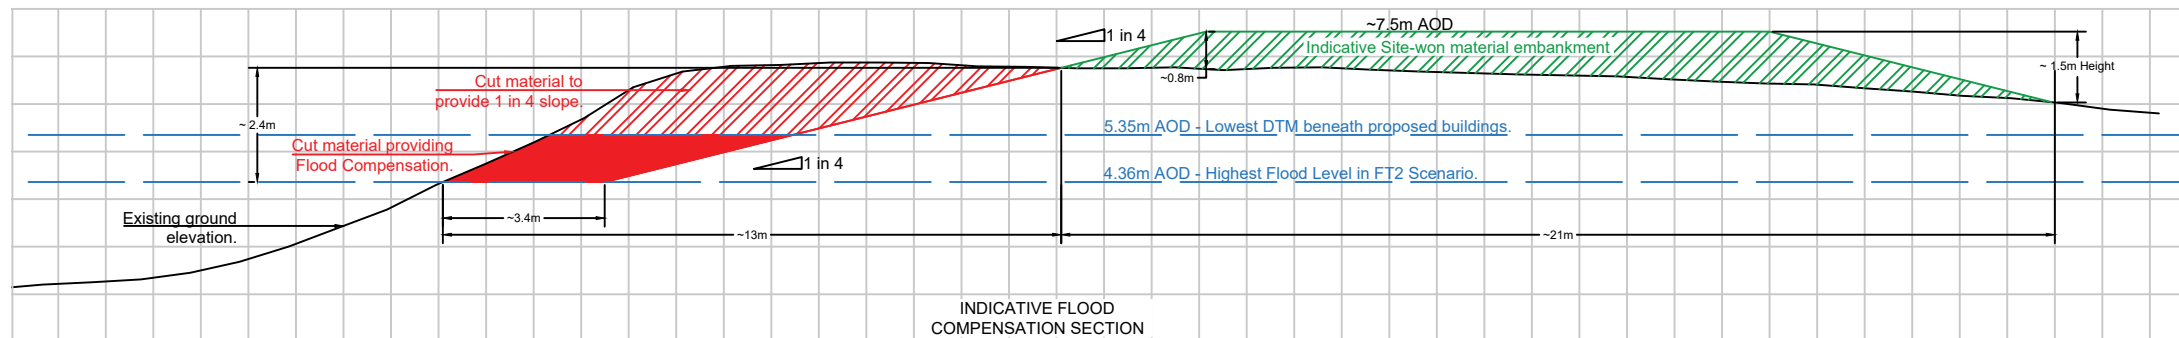 ~7.5m AOD
1 in 4
Indicative Site-won material embankment
~ 1.5m Height
~0.8m
Cut material to
provide 1 in 4 slope.
~ 2.4m
5.35m AOD - Lowest DTM beneath proposed buildings.
Cut material providing
Flood Compensation.
1 in 4
4.36m AOD - Highest Flood Level in FT2 Scenario.
Existing ground
elevation.
~3.4m
~13m
~21m
INDICATIVE FLOOD
COMPENSATION SECTION